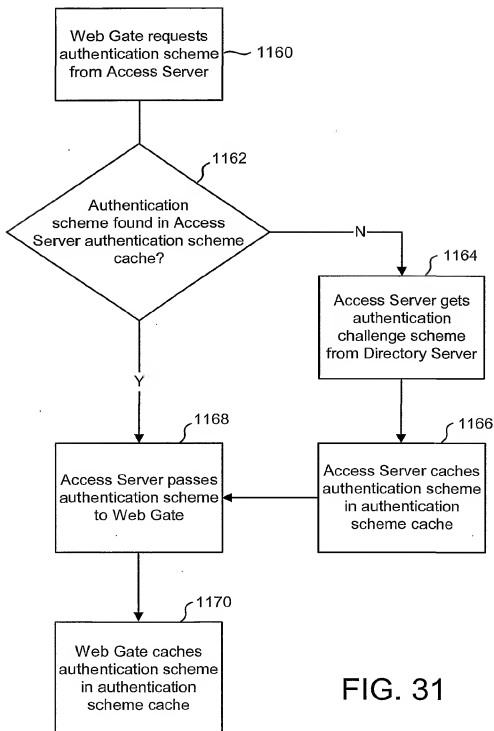 Web Gate requests
authentication scheme
from Access Server
1160
1162
Authentication
scheme found in Access
Server authentication scheme
cache?
N
1164
Access Server gets
authentication
challenge scheme
from Directory Server
Y
1166
1168
Access Server passes
authentication scheme
to Web Gate
Access Server caches
authentication scheme
in authentication
scheme cache
1170
Web Gate caches
authentication scheme
in authentication
scheme cache
FIG. 31